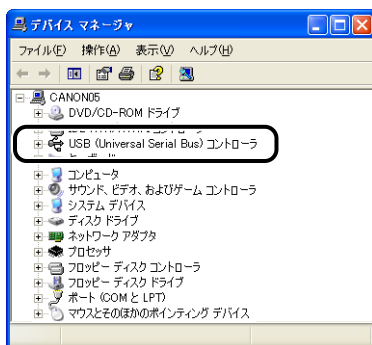 デバイス マネージャ
ファイル(F) 操作(A) 表示(V) ヘルプ(H)
CANON05
DVD/CD-ROM ドライブ
USB (Universal Serial Bus) コントローラ
コンピュータ
サウンド、ビデオ、およびゲーム コントローラ
システム デバイス
ディスク ドライブ
ネットワーク アダプタ
プロセッサ
フロッピー ディスク コントローラ
フロッピー ディスク ドライブ
ポート (COM と LPT)
マウスとそのほかのポインティング デバイス